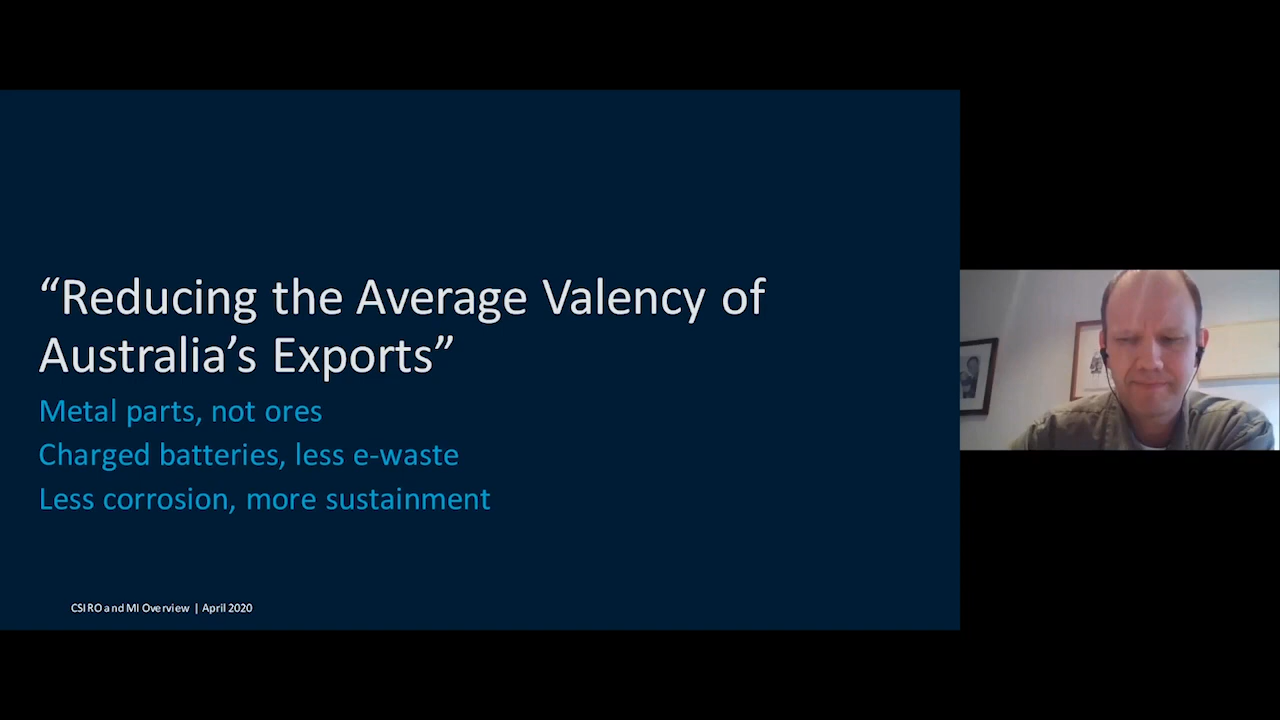 “Reducing the Average Valency of
Australia’s Exports”
Metal parts, not ores
Charged batteries, less e-waste
Less corrosion, more sustainment
CSIRO and MI Overview | April 2020